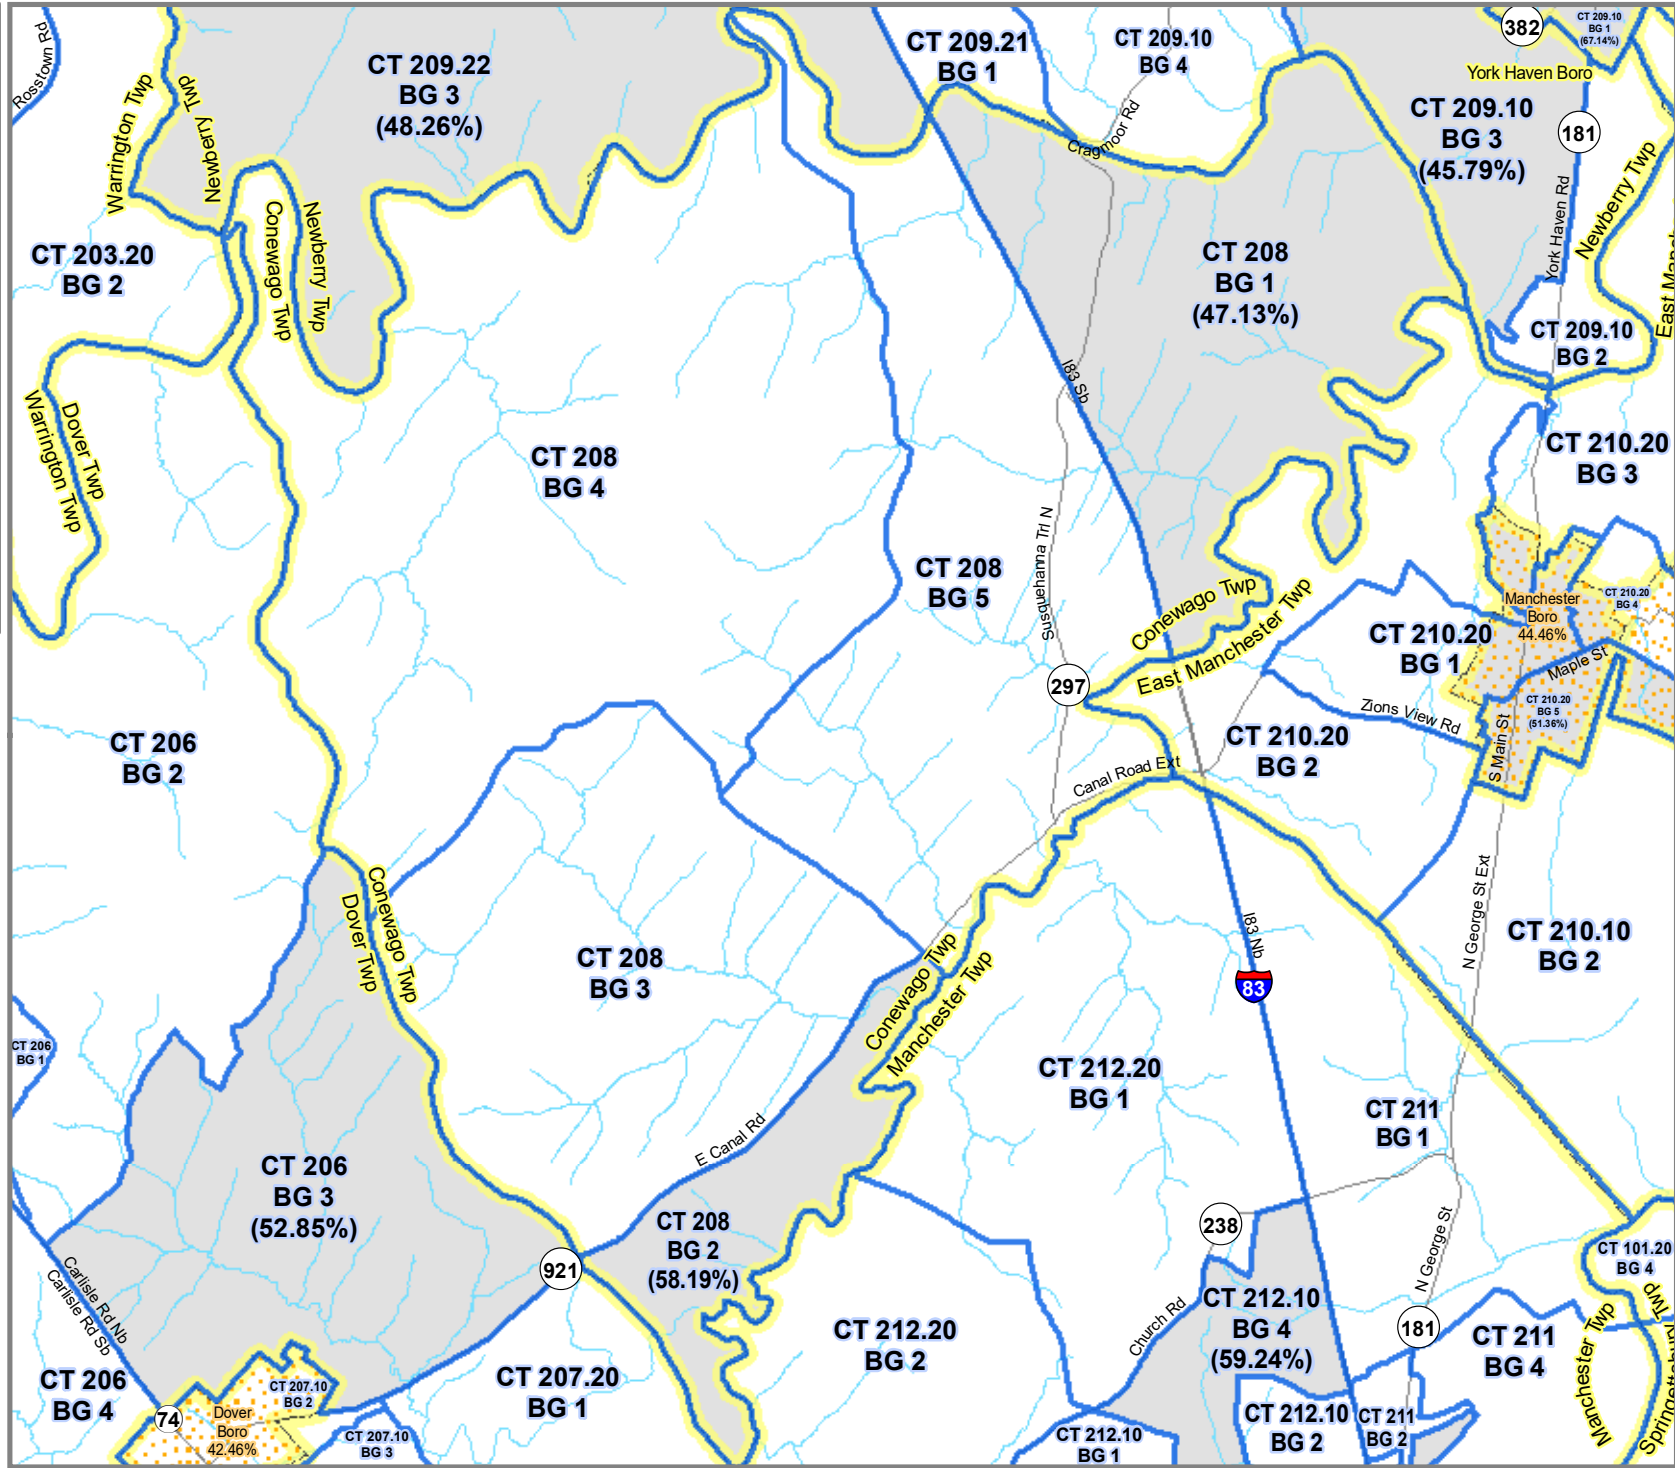 Rosstown Rd
CT 209.22
BG 3
(48.26%)
CT 209.21
BG 1
CT 209.10
BG 4
382
CT 209.10
BG 1
(67.14%)
York Haven Boro
CT 209.10
BG 3
(45.79%)
181
Warrington Twp
Newberry Twp
Cragmoor Rd
York Haven Rd
Newberry Twp
CT 203.20
BG 2
Conewago Twp
Newberry Twp
CT 208
BG 1
(47.13%)
CT 209.10
BG 2
I83 Sb
Dover Twp
Warrington Twp
CT 208
BG 4
CT 210.20
BG 3
Susquehanna Trl N
CT 208
BG 5
Conewago Twp
East Manchester Twp
Manchester
Boro
44.46%
CT 210.20
BG 4
CT 210.20
BG 1
Maple St
297
CT 210.20
BG 5
(51.36%)
Zions View Rd
S Main St
CT 206
BG 2
CT 210.20
BG 2
Canal Road Ext
Conewago Twp
Dover Twp
N George St Ext
CT 210.10
BG 2
I83 Nb
83
CT 208
BG 3
Conewago Twp
Manchester Twp
CT 206
BG 1
CT 212.20
BG 1
CT 211
BG 1
E Canal Rd
CT 206
BG 3
(52.85%)
CT 208
BG 2
(58.19%)
238
921
N George St
CT 101.20
BG 4
Carlisle Rd Nb
Carlisle Rd Sb
Church Rd
CT 212.10
BG 4
(59.24%)
181
CT 211
BG 4
Manchester Twp
CT 212.20
BG 2
CT 206
BG 4
74
CT 207.10
BG 2
Dover
Boro
42.46%
CT 207.10
BG 3
CT 207.20
BG 1
CT 212.10
BG 1
CT 212.10
BG 2
CT 211
BG 2
Twp